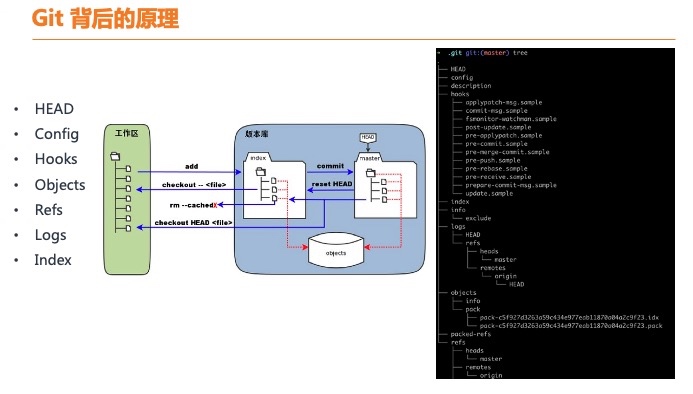 Git 背后的原理
• HEAD
• Config
• Hooks
• Objects
• Refs
• Logs
• Index
工作区
版本库
HEAD
index
master
add
commit
checkout -- <file>
reset HEAD
rm --cached
X
checkout HEAD <file>
objects
→ .git git:(master) tree
.
├── HEAD
├── config
├── description
├── hooks
│   ├── applypatch-msg.sample
│   ├── commit-msg.sample
│   ├── fsmonitor-watchman.sample
│   ├── post-update.sample
│   ├── pre-applypatch.sample
│   ├── pre-commit.sample
│   ├── pre-merge-commit.sample
│   ├── pre-push.sample
│   ├── pre-rebase.sample
│   ├── pre-receive.sample
│   ├── prepare-commit-msg.sample
│   └── update.sample
├── index
├── info
│   └── exclude
├── logs
│   ├── HEAD
│   └── refs
│       ├── heads
│       │   └── master
│       └── remotes
│           └── origin
│               └── HEAD
├── objects
│   ├── info
│   └── pack
│       ├── pack-c5f927d3263a59c434e977eab11870a04a2c9f23.idx
│       └── pack-c5f927d3263a59c434e977eab11870a04a2c9f23.pack
├── packed-refs
└── refs
    ├── heads
    │   └── master
    ├── remotes
    │   └── origin